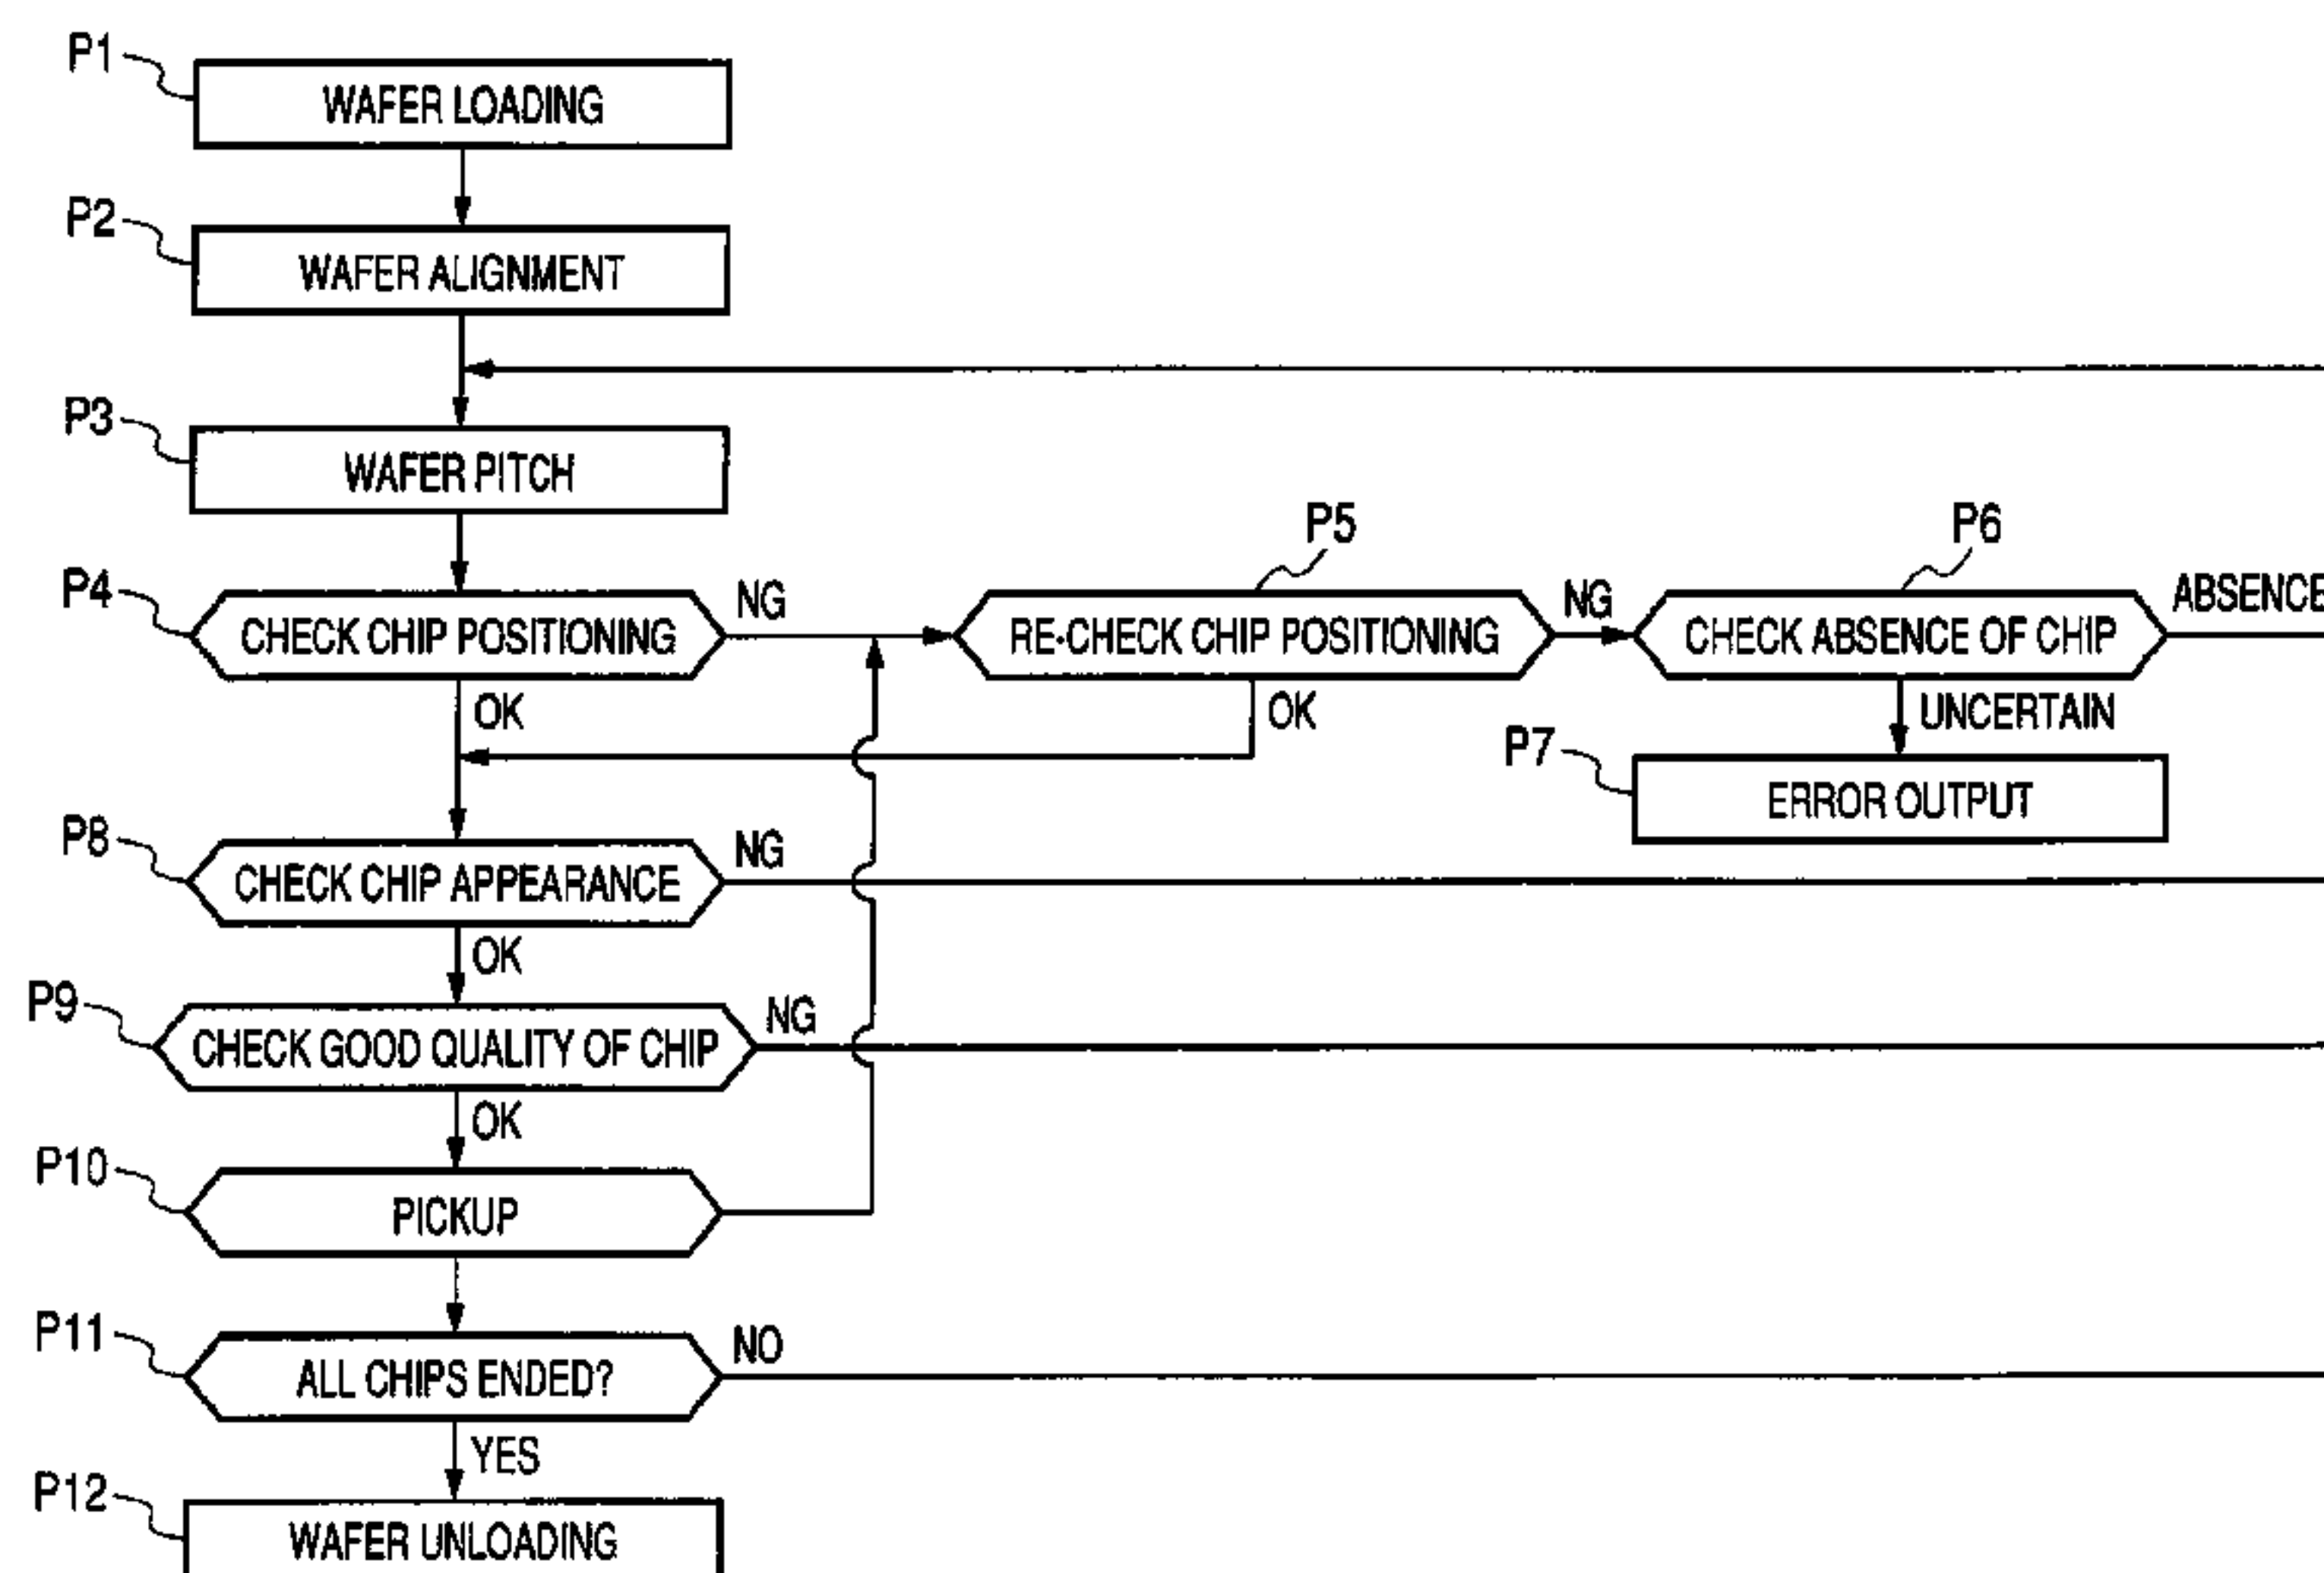 P1
WAFER LOADING
P2
WAFER ALIGNMENT
P3
WAFER PITCH
P4
CHECK CHIP POSITIONING
NG
OK
P5
RE-CHECK CHIP POSITIONING
NG
OK
P6
CHECK ABSENCE OF CHIP
ABSENCE
UNCERTAIN
P7
ERROR OUTPUT
P8
CHECK CHIP APPEARANCE
NG
OK
P9
CHECK GOOD QUALITY OF CHIP
NG
OK
P10
PICKUP
P11
ALL CHIPS ENDED?
NO
YES
P12
WAFER UNLOADING